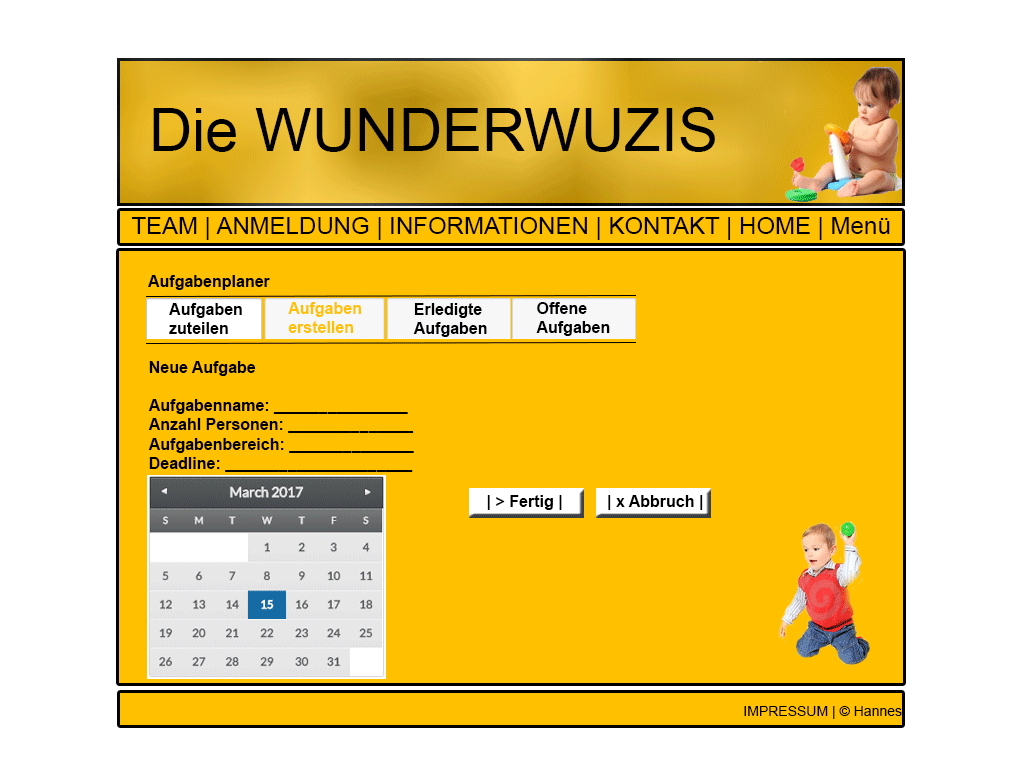 Die WUNDERWUZIS
TEAM | ANMELDUNG | INFORMATIONEN | KONTAKT | HOME | Menü
Aufgabenplaner
Aufgaben zuteilen
Aufgaben erstellen
Erledigte Aufgaben
Offene Aufgaben
Neue Aufgabe
Aufgabenname: _______________
Anzahl Personen: ______________
Aufgabenbereich: ______________
Deadline: _____________________
◄ March 2017 ►
S M T W T F S
1 2 3 4
5 6 7 8 9 10 11
12 13 14 15 16 17 18
19 20 21 22 23 24 25
26 27 28 29 30 31
| > Fertig |
| x Abbruch |
IMPRESSUM | © Hannes